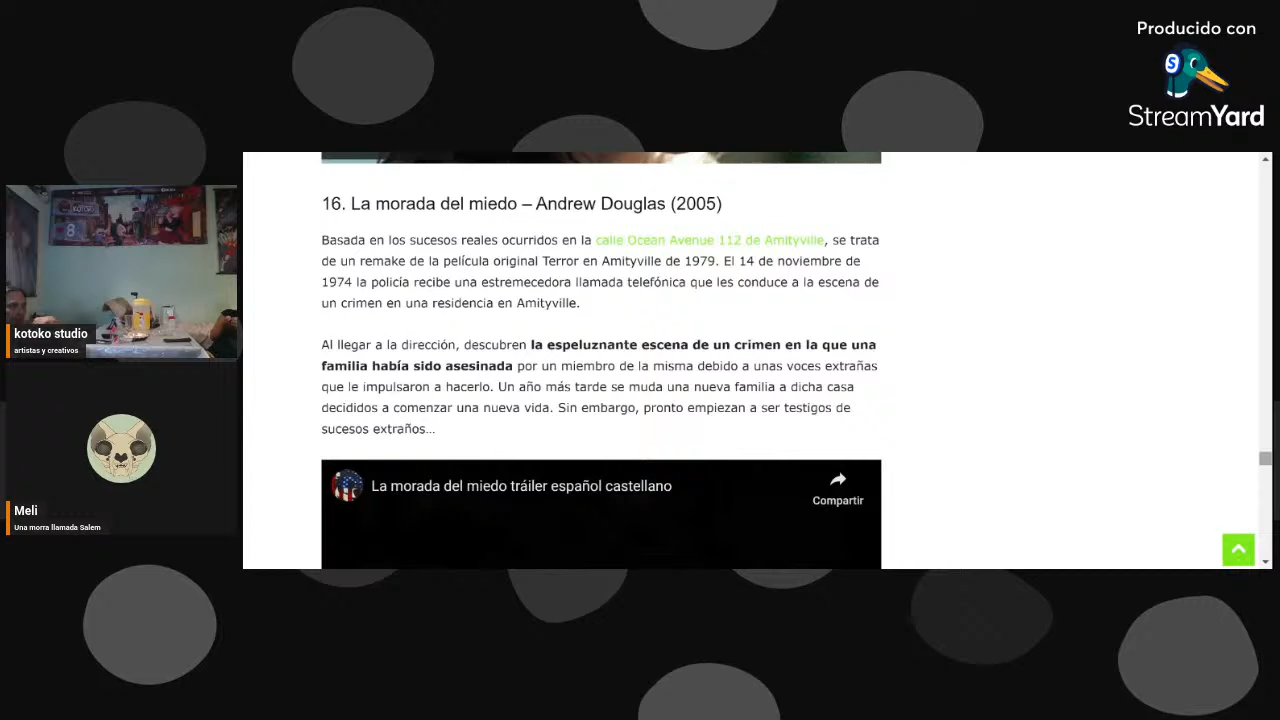 Producido con
StreamYard
16. La morada del miedo – Andrew Douglas (2005)
Basada en los sucesos reales ocurridos en la calle Ocean Avenue 112 de Amityville, se trata
de un remake de la película original Terror en Amityville de 1979. El 14 de noviembre de
1974 la policía recibe una estremecedora llamada telefónica que les conduce a la escena de
un crimen en una residencia en Amityville.
Al llegar a la dirección, descubren la espeluznante escena de un crimen en la que una
familia había sido asesinada por un miembro de la misma debido a unas voces extrañas
que le impulsaron a hacerlo. Un año más tarde se muda una nueva familia a dicha casa
decididos a comenzar una nueva vida. Sin embargo, pronto empiezan a ser testigos de
sucesos extraños...
La morada del miedo tráiler español castellano
Compartir
8
kotoko studio
artistas y creativos
Meli
Una morra llamada Salem